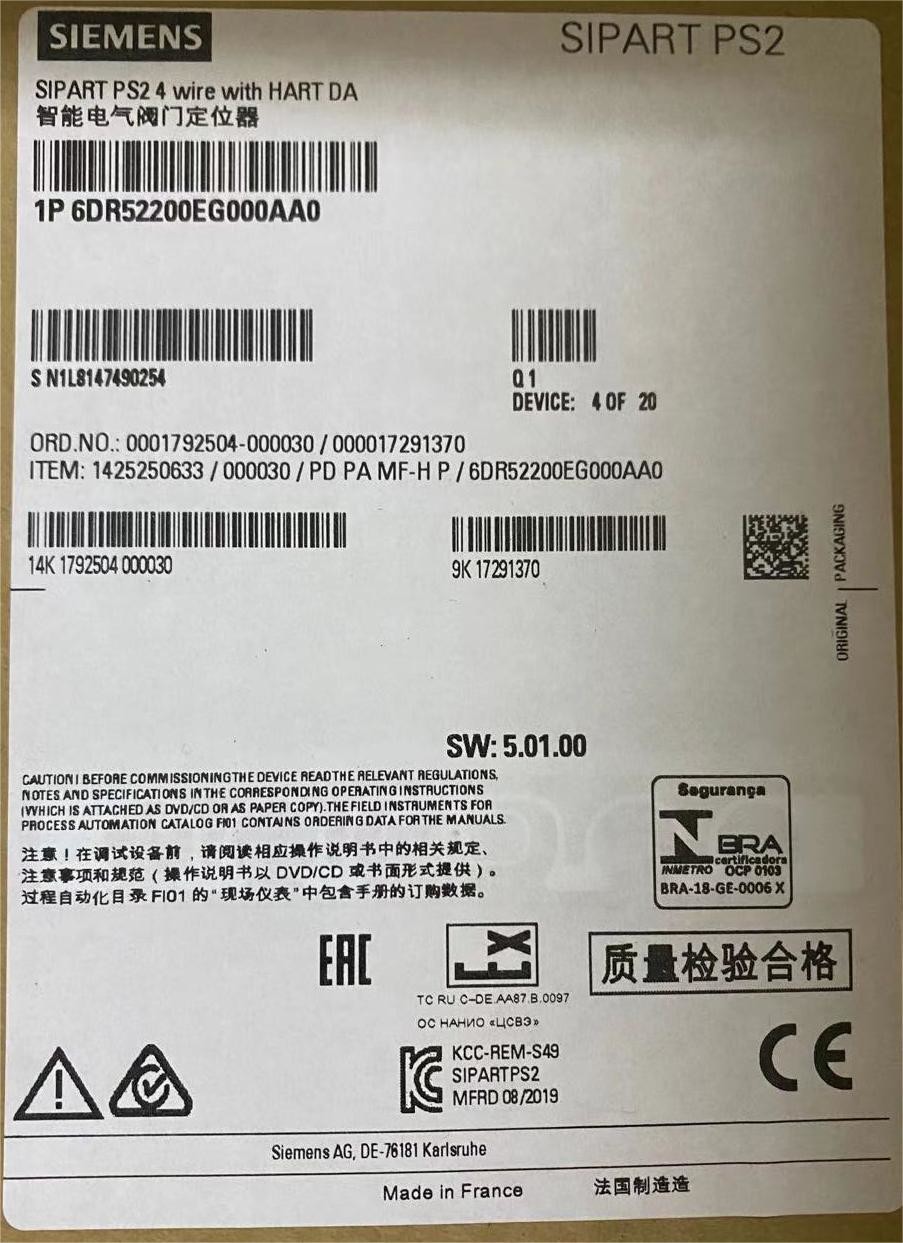 SIEMENS
SIPART PS2
SIPART PS2 4 wire with HART DA
智能电气阀门定位器
1P 6DR52200EG000AA0
S N1L8147490254
Q 1
DEVICE: 4 OF 20
ORD.NO.: 0001792504-000030 / 000017291370
ITEM: 1425250633 / 000030 / PD PA MF-H P / 6DR52200EG000AA0
14K 1792504 000030
9K 17291370
ORIGINAL PACKAGING
SW: 5.01.00
CAUTION! BEFORE COMMISSIONING THE DEVICE READ THE RELEVANT REGULATIONS,
NOTES AND SPECIFICATIONS IN THE CORRESPONDING OPERATING INSTRUCTIONS
(WHICH IS ATTACHED AS DVD/CD OR AS PAPER COPY). THE FIELD INSTRUMENTS FOR
PROCESS AUTOMATION CATALOG FI01 CONTAINS ORDERING DATA FOR THE MANUALS.
注意！在调试设备前，请阅读相应操作说明书中的相关规定、
注意事项和规范（操作说明书以 DVD/CD 或书面形式提供）。
过程自动化目录 FI01 的“现场仪表”中包含手册的订购数据。
Segurança
BRA
certificadora
INMETRO OCP 0103
BRA-18-GE-0006 X
EAC
Ex
TC RU C-DE.AA87.B.0097
ОС НАНИО «ЦСВЭ»
质量检验合格
KCC-REM-S49
SIPARTPS2
MFRD 08/2019
CE
Siemens AG, DE-76181 Karlsruhe
Made in France
法国制造造